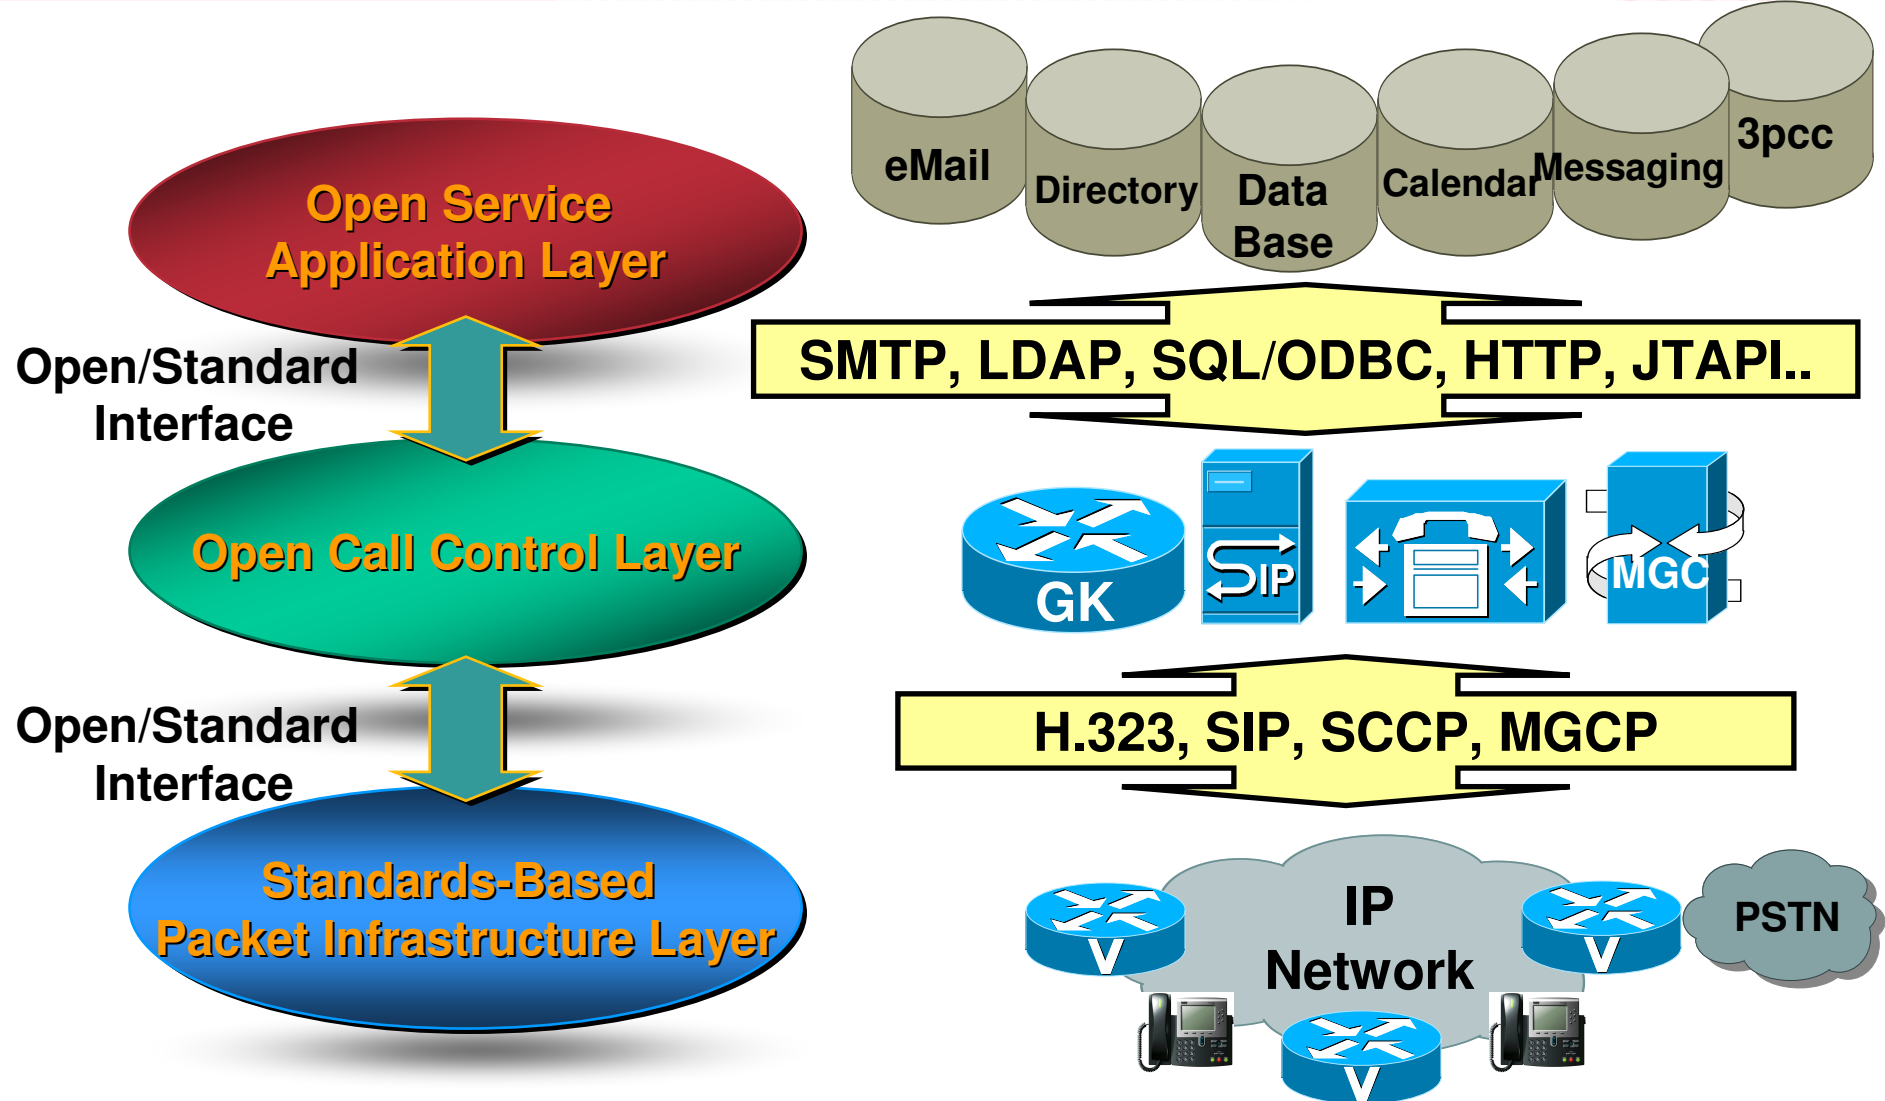 Open Service
Application Layer
Open/Standard
Interface
Open Call Control Layer
Open/Standard
Interface
Standards-Based
Packet Infrastructure Layer
eMail
Directory
Data
Base
Calendar
Messaging
3pcc
SMTP, LDAP, SQL/ODBC, HTTP, JTAPI..
GK
SIP
MGC
H.323, SIP, SCCP, MGCP
IP
Network
V
V
V
PSTN